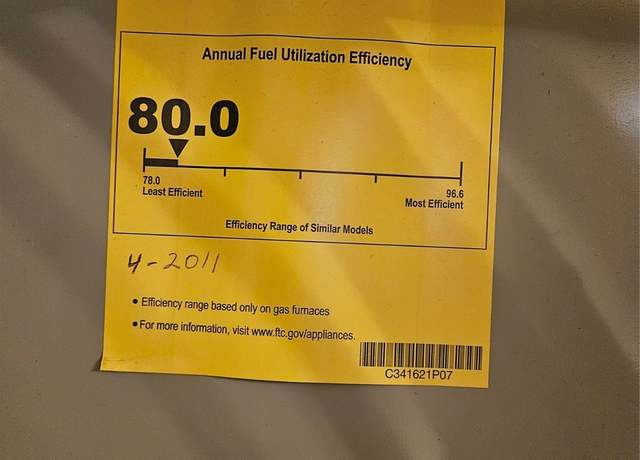 Annual Fuel Utilization Efficiency
80.0
78.0 96.6
Least Efficient Most Efficient
Efficiency Range of Similar Models
4-2011
• Efficiency range based only on gas furnaces
• For more information, visit www.ftc.gov/appliances.
C341621P07